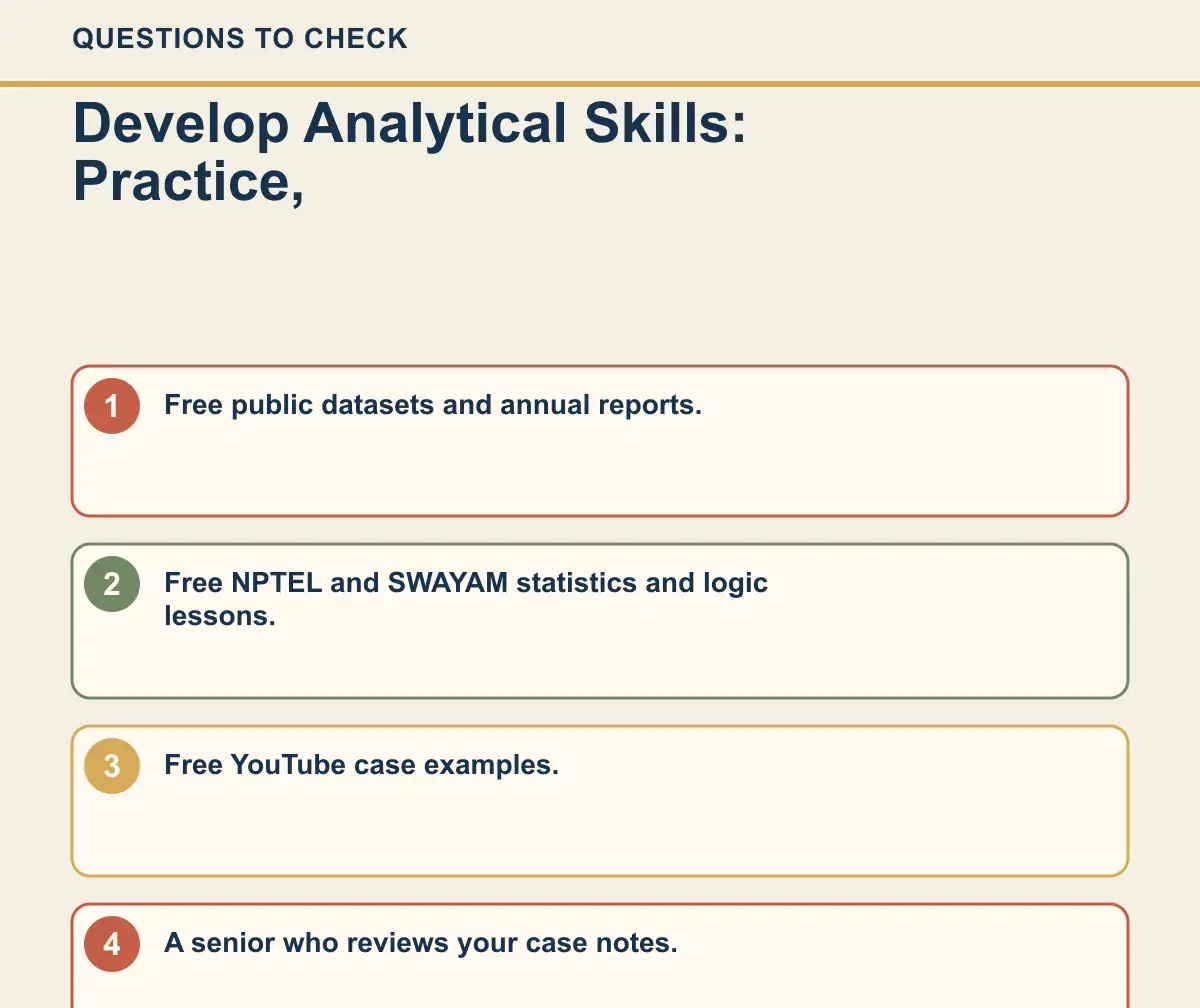 QUESTIONS TO CHECK
Develop Analytical Skills:
Practice,
1
Free public datasets and annual reports.
2
Free NPTEL and SWAYAM statistics and logic
lessons.
3
Free YouTube case examples.
4
A senior who reviews your case notes.